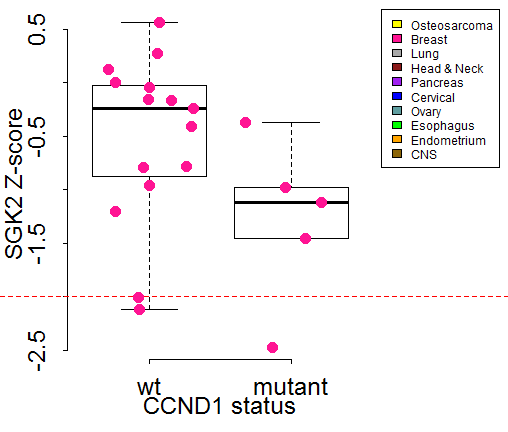 0.5
-0.5
-1.5
-2.5
SGK2 Z-score
wt
mutant
CCND1 status
Osteosarcoma
Breast
Lung
Head & Neck
Pancreas
Cervical
Ovary
Esophagus
Endometrium
CNS